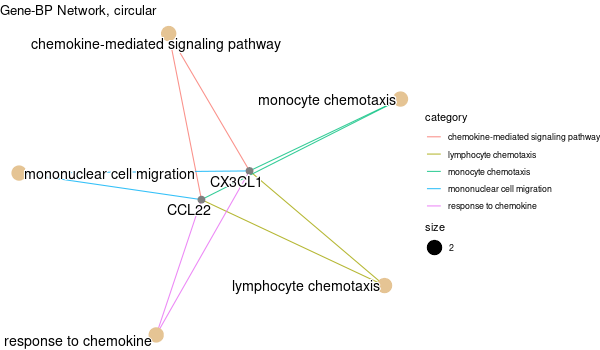 Gene-BP Network, circular
chemokine-mediated signaling pathway
monocyte chemotaxis
mononuclear cell migration
CX3CL1
CCL22
lymphocyte chemotaxis
response to chemokine
category
chemokine-mediated signaling pathway
lymphocyte chemotaxis
monocyte chemotaxis
mononuclear cell migration
response to chemokine
size
2